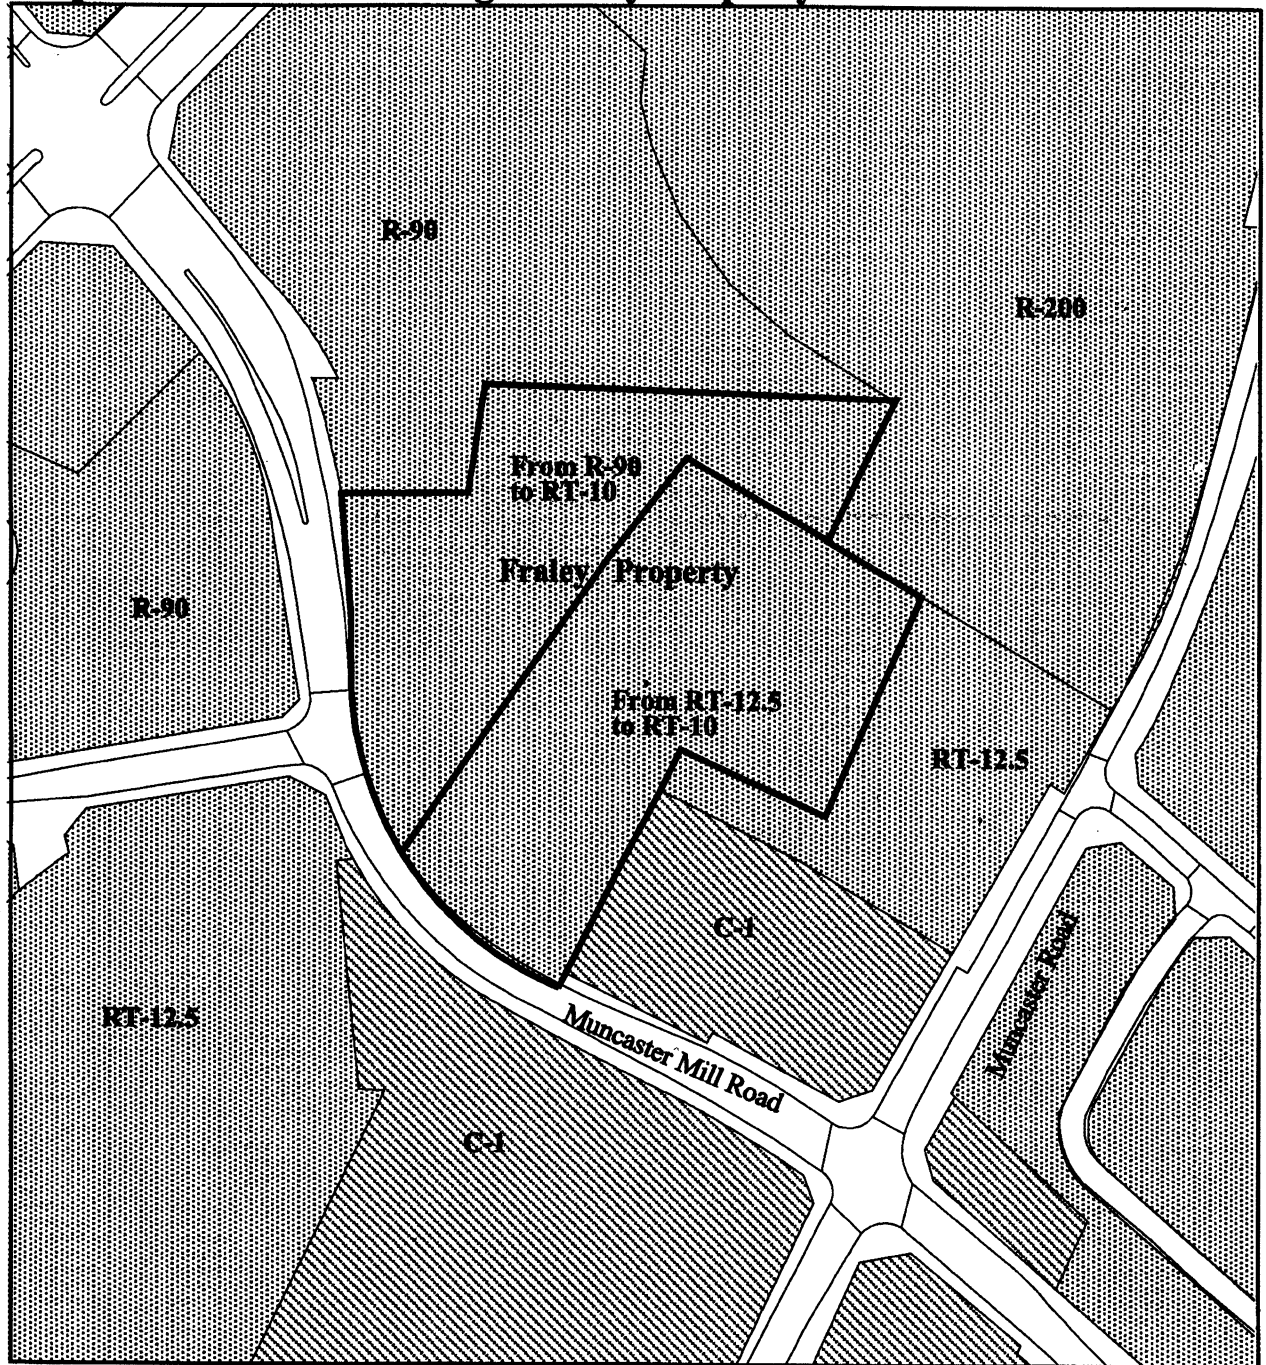 R-90
R-200
From R-90
to RT-10
Fraley Property
R-90
From RT-12.5
to RT-10
RT-12.5
C-1
Muncaster Road
RT-12.5
Muncaster Mill Road
C-1